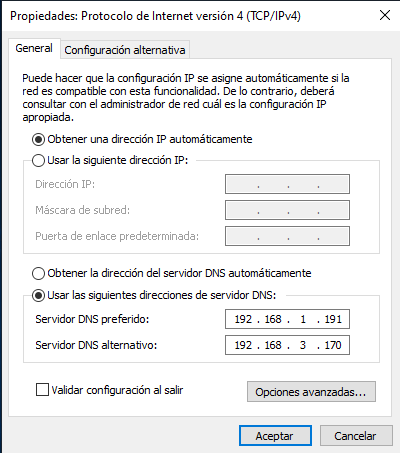 Propiedades: Protocolo de Internet versión 4 (TCP/IPv4)
General
Configuración alternativa
Puede hacer que la configuración IP se asigne automáticamente si la
red es compatible con esta funcionalidad. De lo contrario, deberá
consultar con el administrador de red cuál es la configuración IP
apropiada.
Obtener una dirección IP automáticamente
Usar la siguiente dirección IP:
Dirección IP:
Máscara de subred:
Puerta de enlace predeterminada:
Obtener la dirección del servidor DNS automáticamente
Usar las siguientes direcciones de servidor DNS:
Servidor DNS preferido: 192 . 168 . 1 . 191
Servidor DNS alternativo: 192 . 168 . 3 . 170
Validar configuración al salir
Opciones avanzadas...
Aceptar
Cancelar